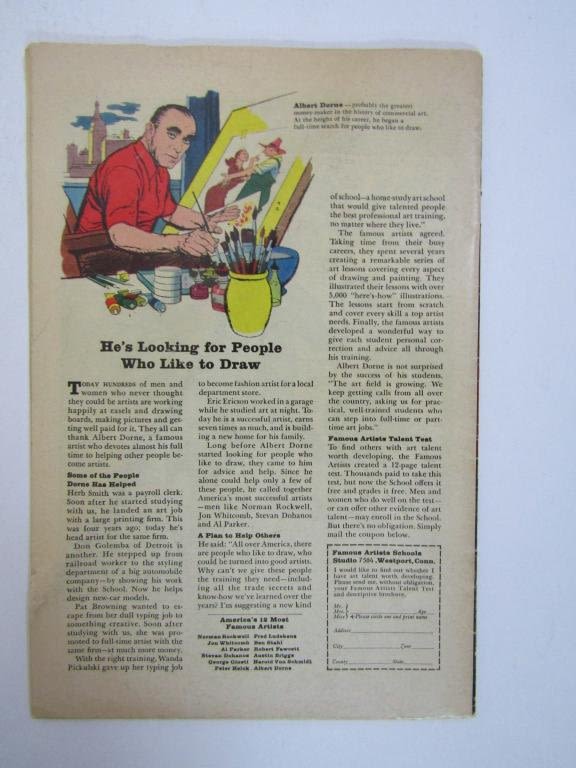 Albert Dorne—probably the greatest
money-maker in the history of commercial art.
At the height of his career, he began a
full-time search for people who like to draw.
He's Looking for People
Who Like to Draw
TODAY HUNDREDS of men and
women who never thought
they could be artists are working
happily at easels and drawing
boards, making pictures and get-
ting well paid for it. They all can
thank Albert Dorne, a famous
artist who devotes almost his full
time to helping other people be-
come artists.
Some of the People
Dorne Has Helped
Herb Smith was a payroll clerk.
Soon after he started studying
with us, he landed an art job
with a large printing firm. This
was four years ago; today he's
head artist for the same firm.
Don Golemba of Detroit is
another. He stepped up from
railroad worker to the styling
department of a big automobile
company—by showing his work
with the School. Now he helps
design new-car models.
Pat Browning wanted to es-
cape from her dull typing job to
something creative. Soon after
studying with us, she was pro-
moted to full-time artist with the
same firm—at much more money.
With the right training, Wanda
Pickulski gave up her typing job
to become fashion artist for a local
department store.
Eric Ericson worked in a garage
while he studied art at night. To-
day he is a successful artist, earns
seven times as much, and is build-
ing a new home for his family.
Long before Albert Dorne
started looking for people who
like to draw, they came to him
for advice and help. Since he
alone could help only a few of
these people, he called together
America's most successful artists
—men like Norman Rockwell,
Jon Whitcomb, Stevan Dohanos
and Al Parker.
A Plan to Help Others
He said: "All over America, there
are people who like to draw, who
could be turned into good artists.
Why can't we give these people
the training they need—includ-
ing all the trade secrets and
know-how we've learned over the
years? I'm suggesting a new kind
America's 12 Most
Famous Artists
Norman Rockwell Fred Ludekens
Jon Whitcomb Ben Stahl
Al Parker Robert Fawcett
Stevan Dohanos Austin Briggs
George Giusti Harold Von Schmidt
Peter Helck Albert Dorne
of school—a home-study art school
that would give talented people
the best professional art training,
no matter where they live."
The famous artists agreed.
Taking time from their busy
careers, they spent several years
creating a remarkable series of
art lessons covering every aspect
of drawing and painting. They
illustrated their lessons with over
5,000 "here's-how" illustrations.
The lessons start from scratch
and cover every skill a top artist
needs. Finally, the famous artists
developed a wonderful way to
give each student personal cor-
rection and advice all through
his training.
Albert Dorne is not surprised
by the success of his students.
"The art field is growing. We
keep getting calls from all over
the country, asking us for prac-
tical, well-trained students who
can step into full-time or part-
time art jobs."
Famous Artists Talent Test
To find others with art talent
worth developing, the Famous
Artists created a 12-page talent
test. Thousands paid to take this
test, but now the School offers it
free and grades it free. Men and
women who do well on the test—
or can offer other evidence of art
talent—may enroll in the School.
But there's no obligation. Simply
mail the coupon below.
Famous Artists Schools
Studio 7584, Westport, Conn.
I would like to find out whether I
have art talent worth developing.
Please send me, without obligation,
your Famous Artists Talent Test
and descriptive brochure.
Mr.
Mrs. Age
Miss (Please circle one and print name)
Address
City Zone
County State